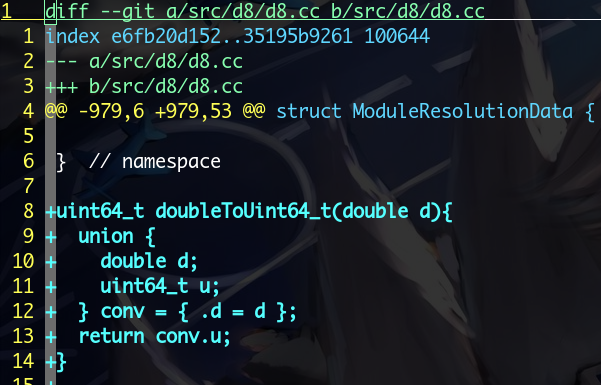 1 diff --git a/src/d8/d8.cc b/src/d8/d8.cc
1 index e6fb20d152..35195b9261 100644
2 --- a/src/d8/d8.cc
3 +++ b/src/d8/d8.cc
4 @@ -979,6 +979,53 @@ struct ModuleResolutionData {
5
6  }  // namespace
7
8 +uint64_t doubleToUint64_t(double d){
9 +  union {
10 +    double d;
11 +    uint64_t u;
12 +  } conv = { .d = d };
13 +  return conv.u;
14 +}
15 +